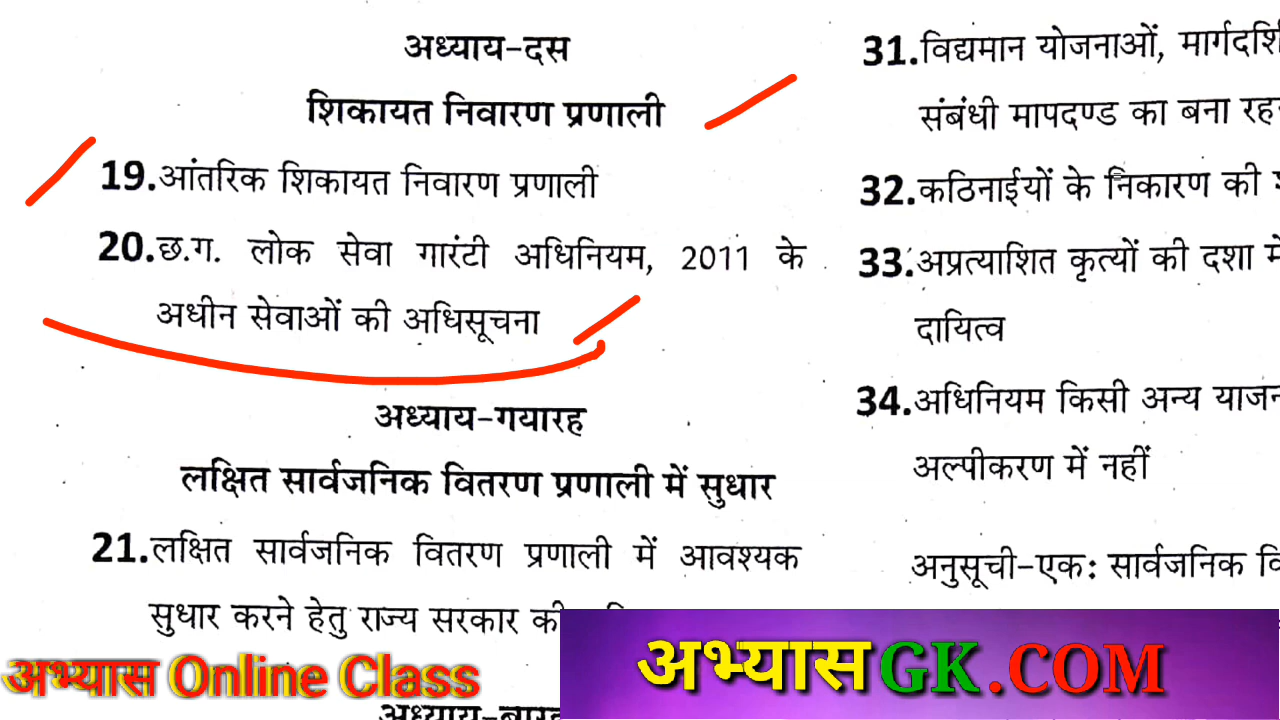 अध्याय-दस
शिकायत निवारण प्रणाली
19. आंतरिक शिकायत निवारण प्रणाली
20. छ.ग. लोक सेवा गारंटी अधिनियम, 2011 के
अधीन सेवाओं की अधिसूचना
अध्याय-गयारह
लक्षित सार्वजनिक वितरण प्रणाली में सुधार
21. लक्षित सार्वजनिक वितरण प्रणाली में आवश्यक
सुधार करने हेतु राज्य सरकार की
31. विद्यमान योजनाओं,
संबंधी मापदण्ड का बना
32. कठिनाईयों के निकारण की
33. अप्रत्याशित कृत्यों की दशा में
दायित्व
34. अधिनियम किसी अन्य
अल्पीकरण में नहीं
अनुसूची-एक: सार्वजनिक
अभ्यास Online Class
अभ्यासGK.COM